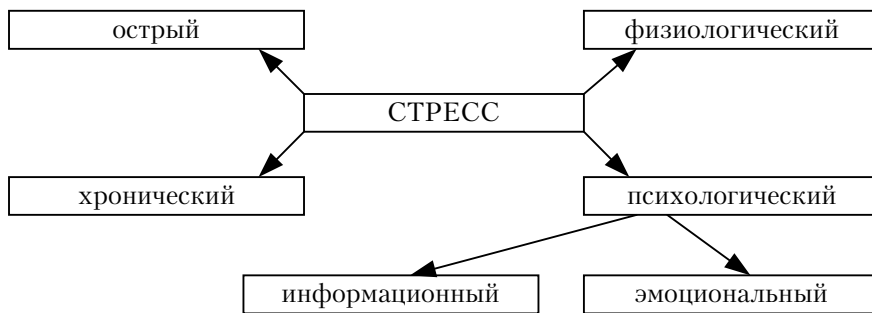 острый
физиологический
СТРЕСС
хронический
психологический
информационный
эмоциональный